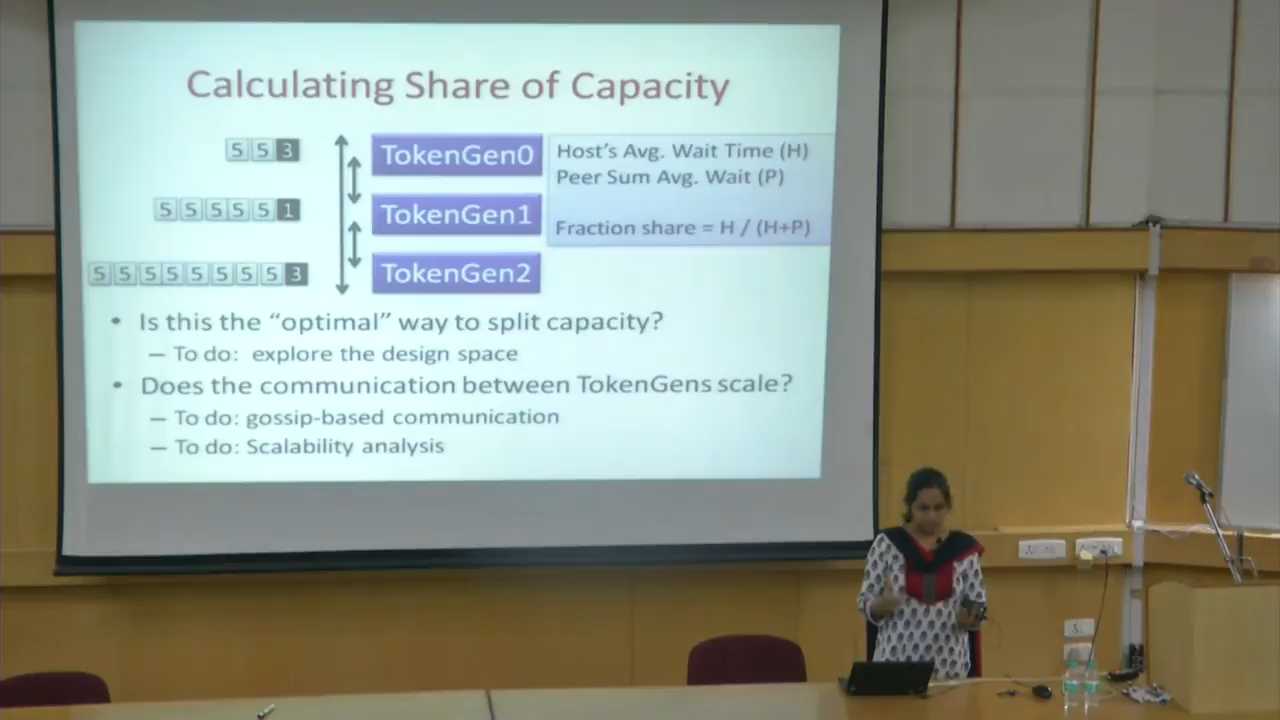 Calculating Share of Capacity
5 5 3
TokenGen0
Host's Avg. Wait Time (H)
Peer Sum Avg. Wait (P)
5 5 5 5 5 1
TokenGen1
Fraction share = H / (H+P)
5 5 5 5 5 5 5 5 3
TokenGen2
• Is this the "optimal" way to split capacity?
– To do: explore the design space
• Does the communication between TokenGens scale?
– To do: gossip-based communication
– To do: Scalability analysis